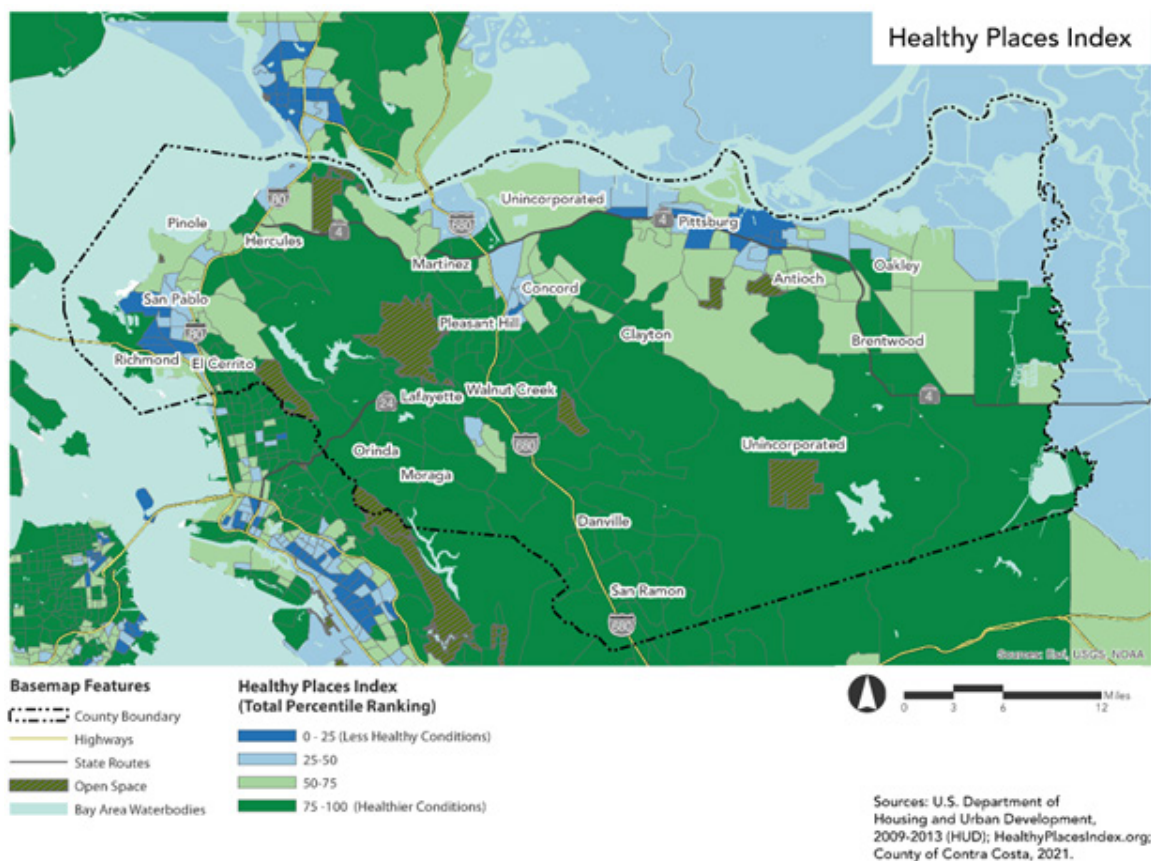 Healthy Places Index
Unincorporated
80
680
4
Pittsburg
Pinole
Hercules
4
Martinez
Antioch
Oakley
San Pablo
Concord
80
Pleasant Hill
Clayton
Brentwood
Richmond
El Cerrito
Walnut Creek
24
Lafayette
4
680
Unincorporated
Orinda
Moraga
Danville
San Ramon
680
Sources: Esri, USGS, NOAA
Basemap Features
County Boundary
Highways
State Routes
Open Space
Bay Area Waterbodies
Healthy Places Index
(Total Percentile Ranking)
0 - 25 (Less Healthy Conditions)
25-50
50-75
75 -100 (Healthier Conditions)
Miles
0 3 6 12
Sources: U.S. Department of
Housing and Urban Development,
2009-2013 (HUD); HealthyPlacesIndex.org;
County of Contra Costa, 2021.